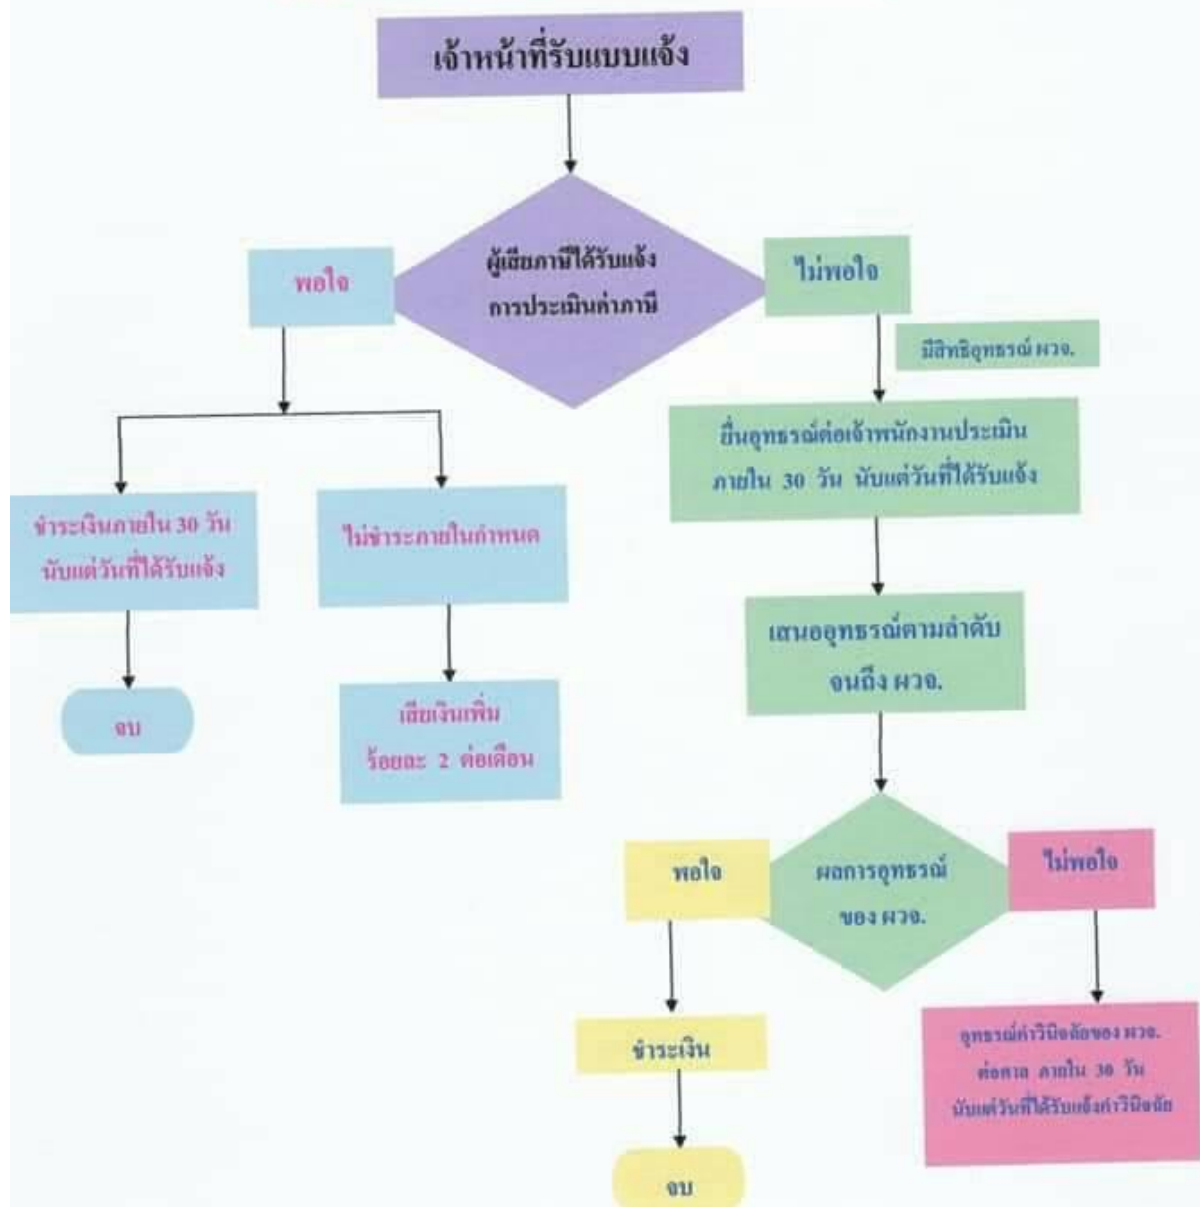 เจ้าหน้าที่รับแบบแจ้ง
ผู้เสียภาษีได้รับแจ้ง
การประเมินค่าภาษี
พอใจ
ไม่พอใจ
มีสิทธิอุทธรณ์ ผวจ.
ยื่นอุทธรณ์ต่อเจ้าพนักงานประเมิน
ภายใน 30 วัน นับแต่วันที่ได้รับแจ้ง
ชำระเงินภายใน 30 วัน
นับแต่วันที่ได้รับแจ้ง
ไม่ชำระภายในกำหนด
เสนออุทธรณ์ตามลำดับ
จนถึง ผวจ.
จบ
เสียเงินเพิ่ม
ร้อยละ 2 ต่อเดือน
พอใจ
ผลการอุทธรณ์
ของ ผวจ.
ไม่พอใจ
ชำระเงิน
อุทธรณ์คำวินิจฉัยของ ผวจ.
ต่อศาล ภายใน 30 วัน
นับแต่วันที่ได้รับแจ้งคำวินิจฉัย
จบ